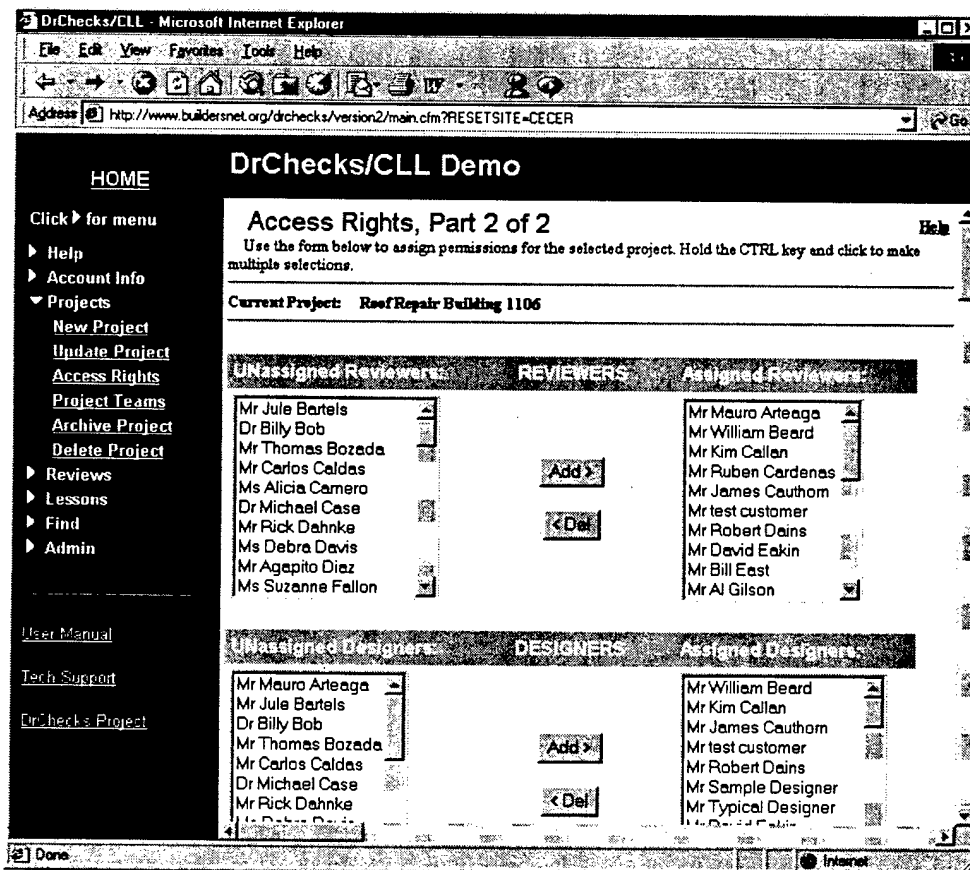 DrChecks/CLL - Microsoft Internet Explorer
File Edit View Favorites Tools Help
Address http://www.buildersnet.org/drchecks/version2/main.cfm?RESETSITE=CECER Go
HOME
Click for menu
Help
Account Info
Projects
New Project
Update Project
Access Rights
Project Teams
Archive Project
Delete Project
Reviews
Lessons
Find
Admin
User Manual
Tech Support
DrChecks Project
DrChecks/CLL Demo
Access Rights, Part 2 of 2
Help
Use the form below to assign permissions for the selected project. Hold the CTRL key and click to make
multiple selections.
Current Project: Roof Repair Building 1106
UNassigned Reviewers: REVIEWERS Assigned Reviewers:
Mr Jule Bartels
Dr Billy Bob
Mr Thomas Bozada
Mr Carlos Caldas
Ms Alicia Camero
Dr Michael Case
Mr Rick Dahnke
Ms Debra Davis
Mr Agapito Diaz
Ms Suzanne Fallon
Add >
< Del
Mr Mauro Arteaga
Mr William Beard
Mr Kim Callan
Mr Ruben Cardenas
Mr James Cauthorn
Mr test customer
Mr Robert Dains
Mr David Eakin
Mr Bill East
Mr Al Gilson
UNassigned Designers: DESIGNERS Assigned Designers:
Mr Mauro Arteaga
Mr Jule Bartels
Dr Billy Bob
Mr Thomas Bozada
Mr Carlos Caldas
Dr Michael Case
Mr Rick Dahnke
Ms Debra Davis
Add >
< Del
Mr William Beard
Mr Kim Callan
Mr James Cauthorn
Mr test customer
Mr Robert Dains
Mr Sample Designer
Mr Typical Designer
Mr David Eakin
Done
Internet